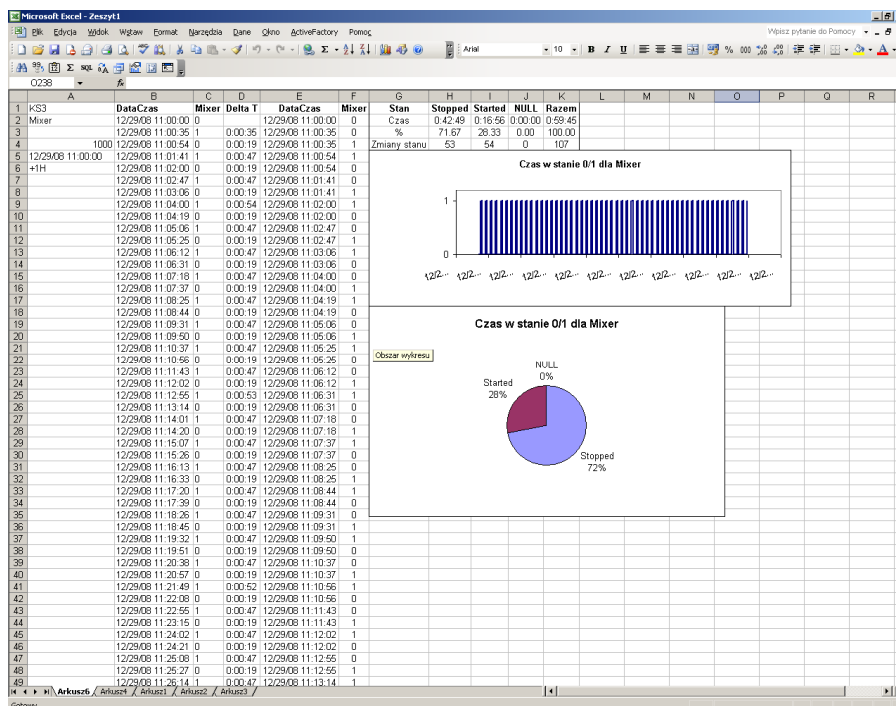 Microsoft Excel - Zeszyt1
Plik Edycja Widok Wstaw Format Narzędzia Dane Okno ActiveFactory Pomoc Wpisz pytanie do Pomocy
Arial 10
O238 fx
A B C D E F G H I J K L M N O P Q R
1 KS3 DataCzas Mixer Delta T DataCzas Mixer Stan Stopped Started NULL Razem
2 Mixer 12/29/08 11:00:00 0 12/29/08 11:00:00 0 Czas 0:42:49 0:16:56 0:00:00 0:59:45
3 12/29/08 11:00:35 1 0:00:35 12/29/08 11:00:35 0 % 71.67 28.33 0.00 100.00
4 1000 12/29/08 11:00:54 0 0:00:19 12/29/08 11:00:35 1 Zmiany stanu 53 54 0 107
5 12/29/08 11:00:00 12/29/08 11:01:41 1 0:00:47 12/29/08 11:00:54 1
6 +1H 12/29/08 11:02:00 0 0:00:19 12/29/08 11:00:54 0
7 12/29/08 11:02:47 1 0:00:47 12/29/08 11:01:41 0
8 12/29/08 11:03:06 0 0:00:19 12/29/08 11:01:41 1
9 12/29/08 11:04:00 1 0:00:54 12/29/08 11:02:00 1
10 12/29/08 11:04:19 0 0:00:19 12/29/08 11:02:00 0
11 12/29/08 11:05:06 1 0:00:47 12/29/08 11:02:47 0
12 12/29/08 11:05:25 0 0:00:19 12/29/08 11:02:47 1
13 12/29/08 11:06:12 1 0:00:47 12/29/08 11:03:06 1
14 12/29/08 11:06:31 0 0:00:19 12/29/08 11:03:06 0
15 12/29/08 11:07:18 1 0:00:47 12/29/08 11:04:00 0
16 12/29/08 11:07:37 0 0:00:19 12/29/08 11:04:00 1
17 12/29/08 11:08:25 1 0:00:47 12/29/08 11:04:19 1
18 12/29/08 11:08:44 0 0:00:19 12/29/08 11:04:19 0
19 12/29/08 11:09:31 1 0:00:47 12/29/08 11:05:06 0
20 12/29/08 11:09:50 0 0:00:19 12/29/08 11:05:06 1
21 12/29/08 11:10:37 1 0:00:47 12/29/08 11:05:25 1
22 12/29/08 11:10:56 0 0:00:19 12/29/08 11:05:25 0
23 12/29/08 11:11:43 1 0:00:47 12/29/08 11:06:12 0
24 12/29/08 11:12:02 0 0:00:19 12/29/08 11:06:12 1
25 12/29/08 11:12:55 1 0:00:53 12/29/08 11:06:31 1
26 12/29/08 11:13:14 0 0:00:19 12/29/08 11:06:31 0
27 12/29/08 11:14:01 1 0:00:47 12/29/08 11:07:18 0
28 12/29/08 11:14:20 0 0:00:19 12/29/08 11:07:18 1
29 12/29/08 11:15:07 1 0:00:47 12/29/08 11:07:37 1
30 12/29/08 11:15:26 0 0:00:19 12/29/08 11:07:37 0
31 12/29/08 11:16:13 1 0:00:47 12/29/08 11:08:25 0
32 12/29/08 11:16:33 0 0:00:19 12/29/08 11:08:25 1
33 12/29/08 11:17:20 1 0:00:47 12/29/08 11:08:44 1
34 12/29/08 11:17:39 0 0:00:19 12/29/08 11:08:44 0
35 12/29/08 11:18:26 1 0:00:47 12/29/08 11:09:31 0
36 12/29/08 11:18:45 0 0:00:19 12/29/08 11:09:31 1
37 12/29/08 11:19:32 1 0:00:47 12/29/08 11:09:50 1
38 12/29/08 11:19:51 0 0:00:19 12/29/08 11:09:50 0
39 12/29/08 11:20:38 1 0:00:47 12/29/08 11:10:37 0
40 12/29/08 11:20:57 0 0:00:19 12/29/08 11:10:37 1
41 12/29/08 11:21:49 1 0:00:52 12/29/08 11:10:56 1
42 12/29/08 11:22:08 0 0:00:19 12/29/08 11:10:56 0
43 12/29/08 11:22:55 1 0:00:47 12/29/08 11:11:43 0
44 12/29/08 11:23:15 0 0:00:19 12/29/08 11:11:43 1
45 12/29/08 11:24:02 1 0:00:47 12/29/08 11:12:02 1
46 12/29/08 11:24:21 0 0:00:19 12/29/08 11:12:02 0
47 12/29/08 11:25:08 1 0:00:47 12/29/08 11:12:55 0
48 12/29/08 11:25:27 0 0:00:19 12/29/08 11:12:55 1
49 12/29/08 11:26:14 1 0:00:47 12/29/08 11:13:14 1
Czas w stanie 0/1 dla Mixer
1
0
12/2... 12/2... 12/2... 12/2... 12/2... 12/2... 12/2... 12/2... 12/2... 12/2... 12/2...
Czas w stanie 0/1 dla Mixer
Obszar wykresu
NULL
0%
Started
28%
Stopped
72%
Arkusz6 Arkusz4 Arkusz1 Arkusz2 Arkusz3
Gotowy